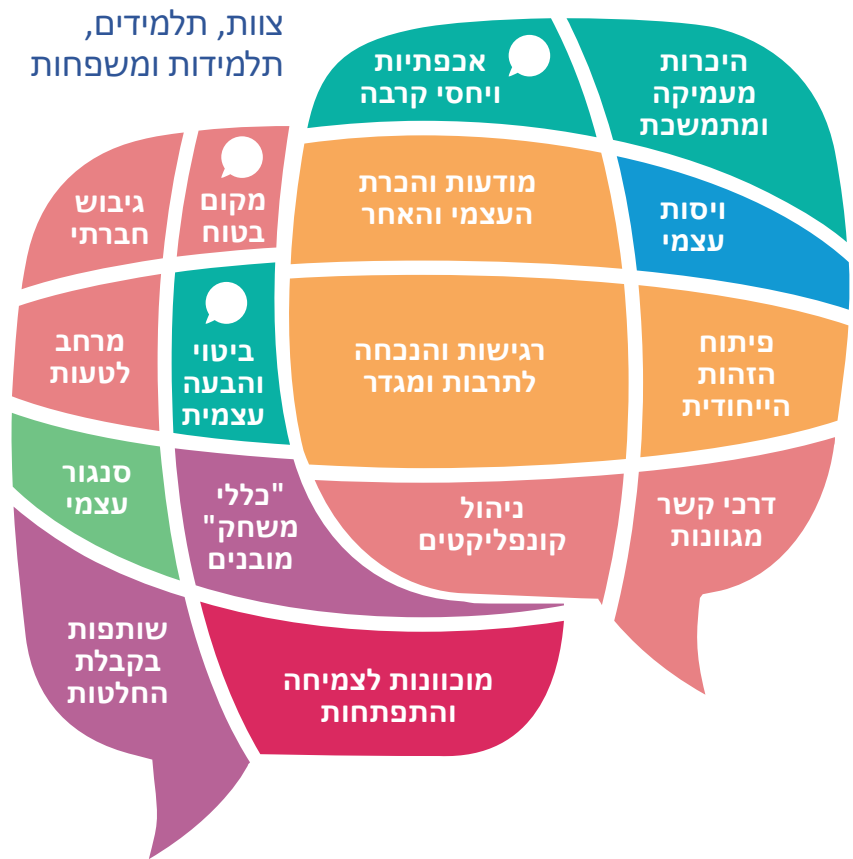 צוות, תלמידים,
תלמידות ומשפחות
היכרות
מעמיקה
ומתמשכת
אכפתיות
ויחסי קרבה
מקום
בטוח
גיבוש
חברתי
ויסות
עצמי
מודעות והכרת
העצמי והאחר
ביטוי
והבעה
עצמית
מרחב
לטעות
פיתוח
הזהות
הייחודית
רגישות והנכחה
לתרבות ומגדר
"כללי
משחק"
מובנים
סנגור
עצמי
דרכי קשר
מגוונות
ניהול
קונפליקטים
מוכוונות לצמיחה
והתפתחות
שותפות
בקבלת
החלטות